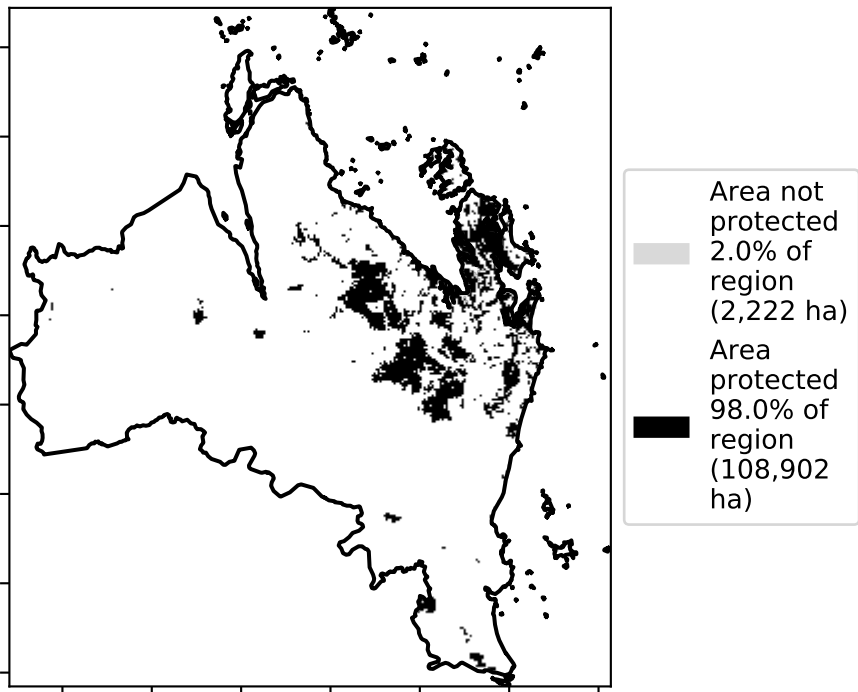 Area not
protected
2.0% of
region
(2,222 ha)
Area
protected
98.0% of
region
(108,902
ha)